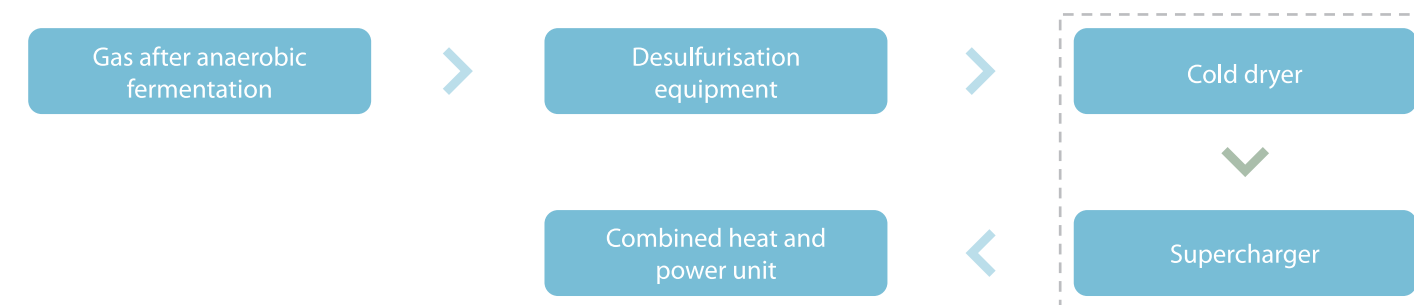 Gas after anaerobic
fermentation
Desulfurisation
equipment
Cold dryer
Combined heat and
power unit
Supercharger